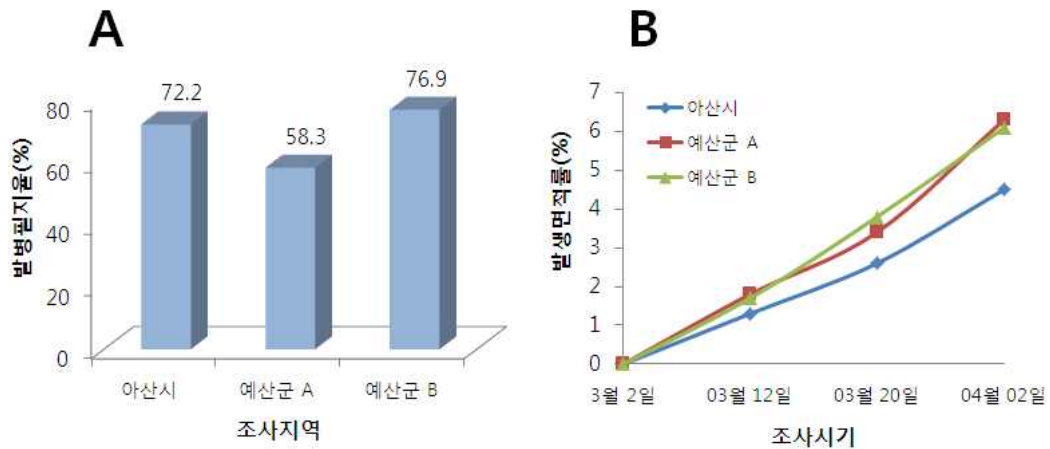 A
발병필지율(%)
80
60
40
20
0
72.2
58.3
76.9
아산시
예산군 A
예산군 B
조사지역
B
발생면적률(%)
7
6
5
4
3
2
1
0
아산시
예산군 A
예산군 B
3월 2일
03월 12일
03월 20일
04월 02일
조사시기